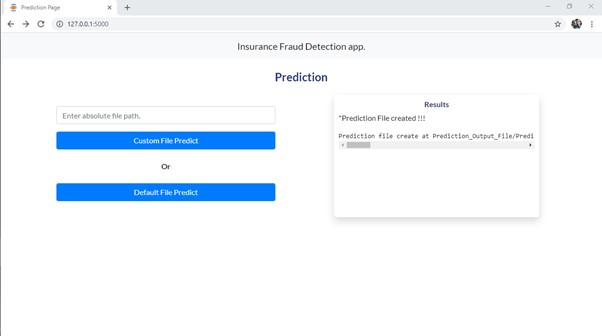 Prediction Page
127.0.0.1:5000
Insurance Fraud Detection app.
Prediction
Enter absolute file path.
Custom File Predict
Or
Default File Predict
Results
"Prediction File created !!!
Prediction file create at Prediction_Output_File/Predi